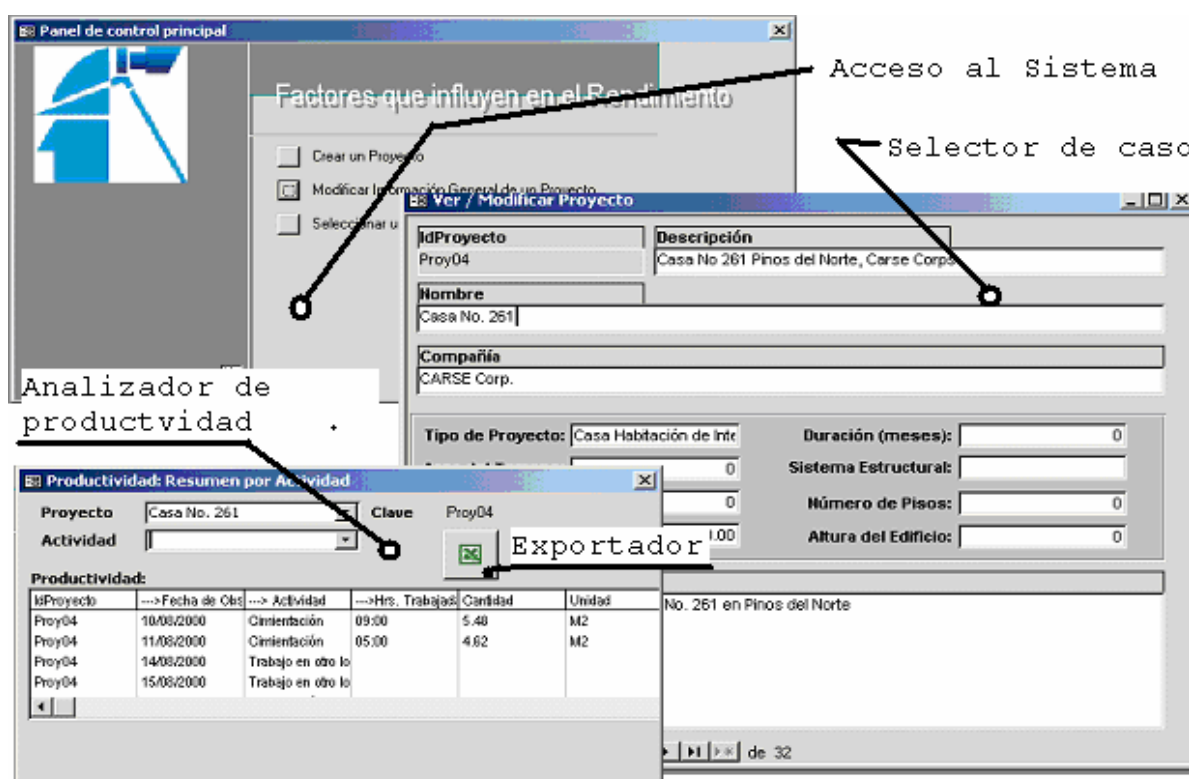 Panel de control principal
Acceso al Sistema
Factores que influyen en el Rendimiento
Selector de caso
Crear un Proyecto
Modificar Información General de un Proyecto
Seleccionar u
Ver / Modificar Proyecto
IdProyecto Descripción
Proy04 Casa No 261 Pinos del Norte, Carse Corps
Nombre
Casa No. 261
Compañía
CARSE Corp.
Analizador de
productvidad .
Tipo de Proyecto: Casa Habitación de Inte Duración (meses): 0
0 Sistema Estructural:
0 Número de Pisos: 0
.00 Altura del Edificio: 0
No. 261 en Pinos del Norte
de 32
Productividad: Resumen por Actividad
Proyecto Casa No. 261 Clave Proy04
Actividad
Exportador
Productividad:
IdProyecto --->Fecha de Obs ---> Actividad --->Hrs. Trabajad Cantidad Unidad
Proy04 10/08/2000 Cimientación 09:00 5.48 M2
Proy04 11/08/2000 Cimientación 05:00 4.62 M2
Proy04 14/08/2000 Trabajo en otro lo
Proy04 15/08/2000 Trabajo en otro lo